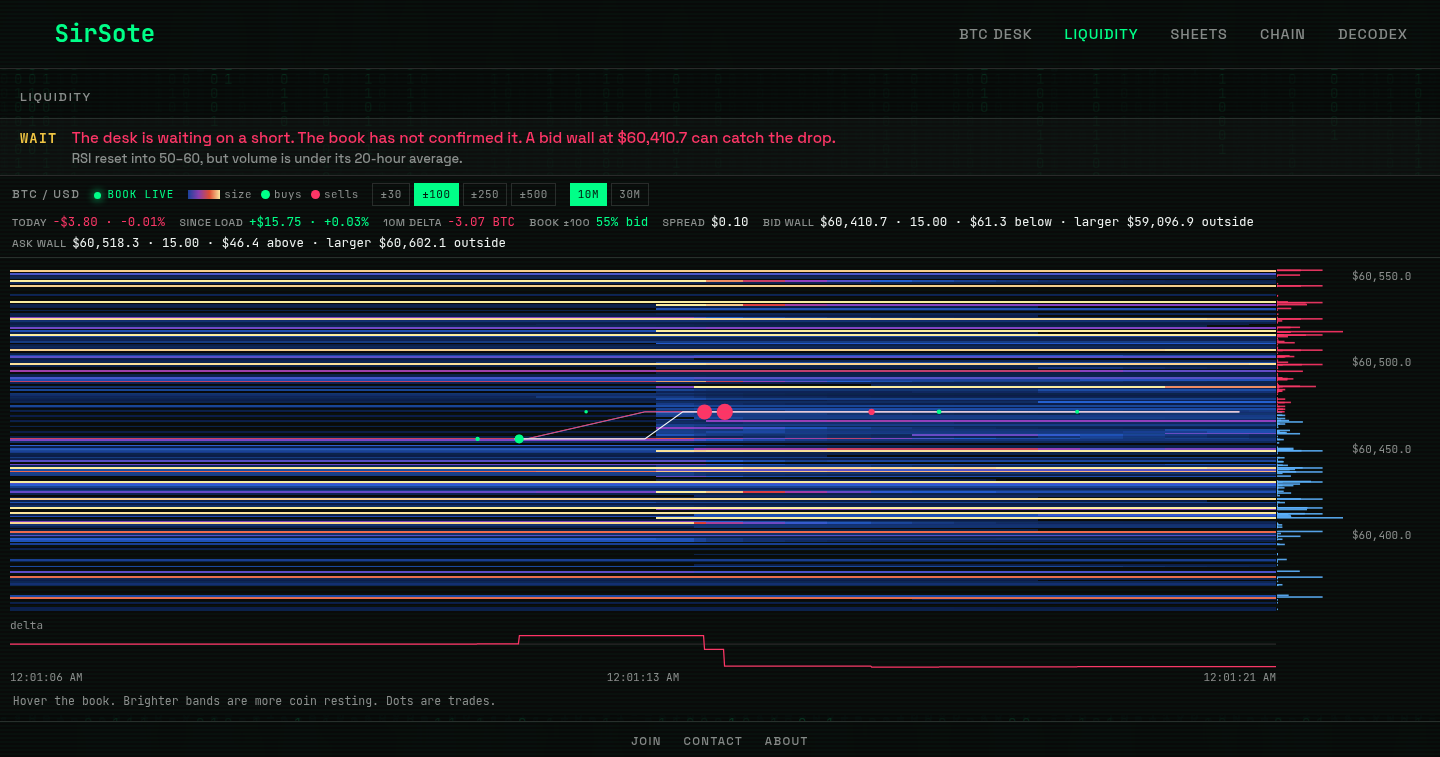 SirSote
BTC DESK LIQUIDITY SHEETS CHAIN DECODEX
LIQUIDITY
WAIT The desk is waiting on a short. The book has not confirmed it. A bid wall at $60,410.7 can catch the drop.
RSI reset into 50–60, but volume is under its 20-hour average.
BTC / USD BOOK LIVE size buys sells ±30 ±100 ±250 ±500 10M 30M
TODAY -$3.80 · -0.01% SINCE LOAD +$15.75 · +0.03% 10M DELTA -3.07 BTC BOOK ±100 55% bid SPREAD $0.10 BID WALL $60,410.7 · 15.00 · $61.3 below · larger $59,096.9 outside
ASK WALL $60,518.3 · 15.00 · $46.4 above · larger $60,602.1 outside
$60,550.0
$60,500.0
$60,450.0
$60,400.0
delta
12:01:06 AM 12:01:13 AM 12:01:21 AM
Hover the book. Brighter bands are more coin resting. Dots are trades.
JOIN CONTACT ABOUT